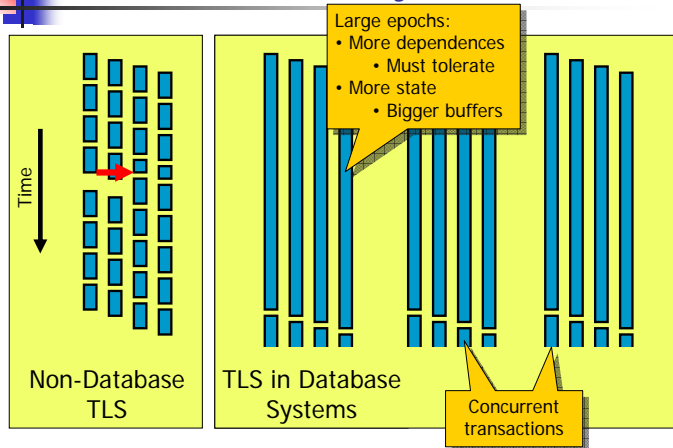 Large epochs:
• More dependences
• Must tolerate
• More state
• Bigger buffers
Time
Non-Database
TLS
TLS in Database
Systems
Concurrent
transactions